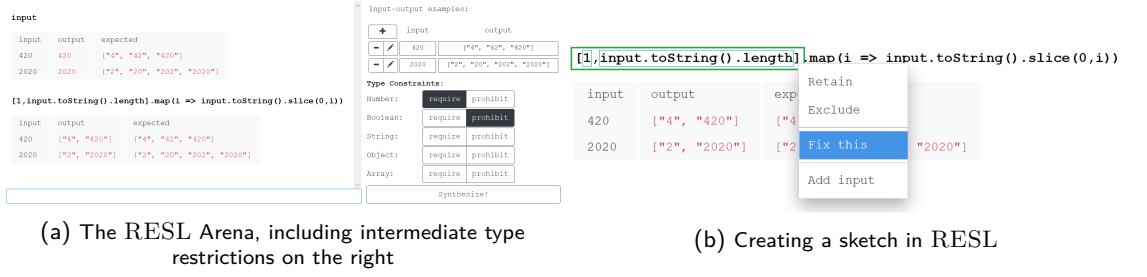 input
input output expected
420 420 ["4", "42", "420"]
2020 2020 ["2", "20", "202", "2020"]
[1,input.toString().length].map(i => input.toString().slice(0,i))
input output expected
420 ["4", "420"] ["4", "42", "420"]
2020 ["2", "2020"] ["2", "20", "202", "2020"]
Input-output examples:
+ input output
- 420 ["4", "42", "420"]
- 2020 ["2", "20", "202", "2020"]
Type Constraints:
Number: require prohibit
Boolean: require prohibit
String: require prohibit
Object: require prohibit
Array: require prohibit
Synthesize!
(a) The RESL Arena, including intermediate type
restrictions on the right
[1,input.toString().length].map(i => input.toString().slice(0,i))
input output exp
420 ["4", "420"] ["4
2020 ["2", "2020"] ["2 "2020"]
Retain
Exclude
Fix this
Add input
(b) Creating a sketch in RESL